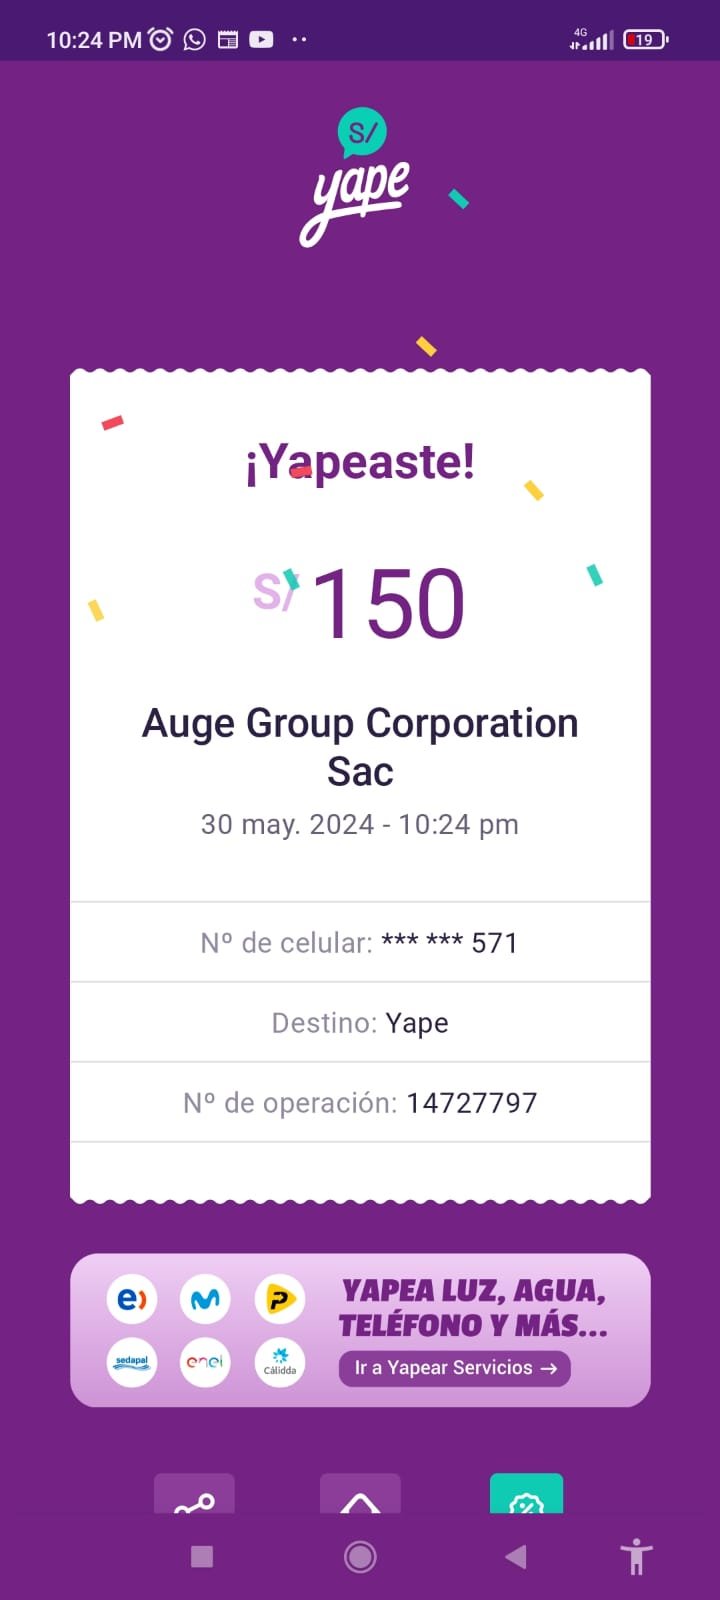 10:24 PM
4G
19
S/
yape
¡Yapeaste!
S/ 150
Auge Group Corporation
Sac
30 may. 2024 - 10:24 pm
Nº de celular: *** *** 571
Destino: Yape
Nº de operación: 14727797
e)
P
sedapal
enel
Cálidda
YAPEA LUZ, AGUA,
TELÉFONO Y MÁS...
Ir a Yapear Servicios →